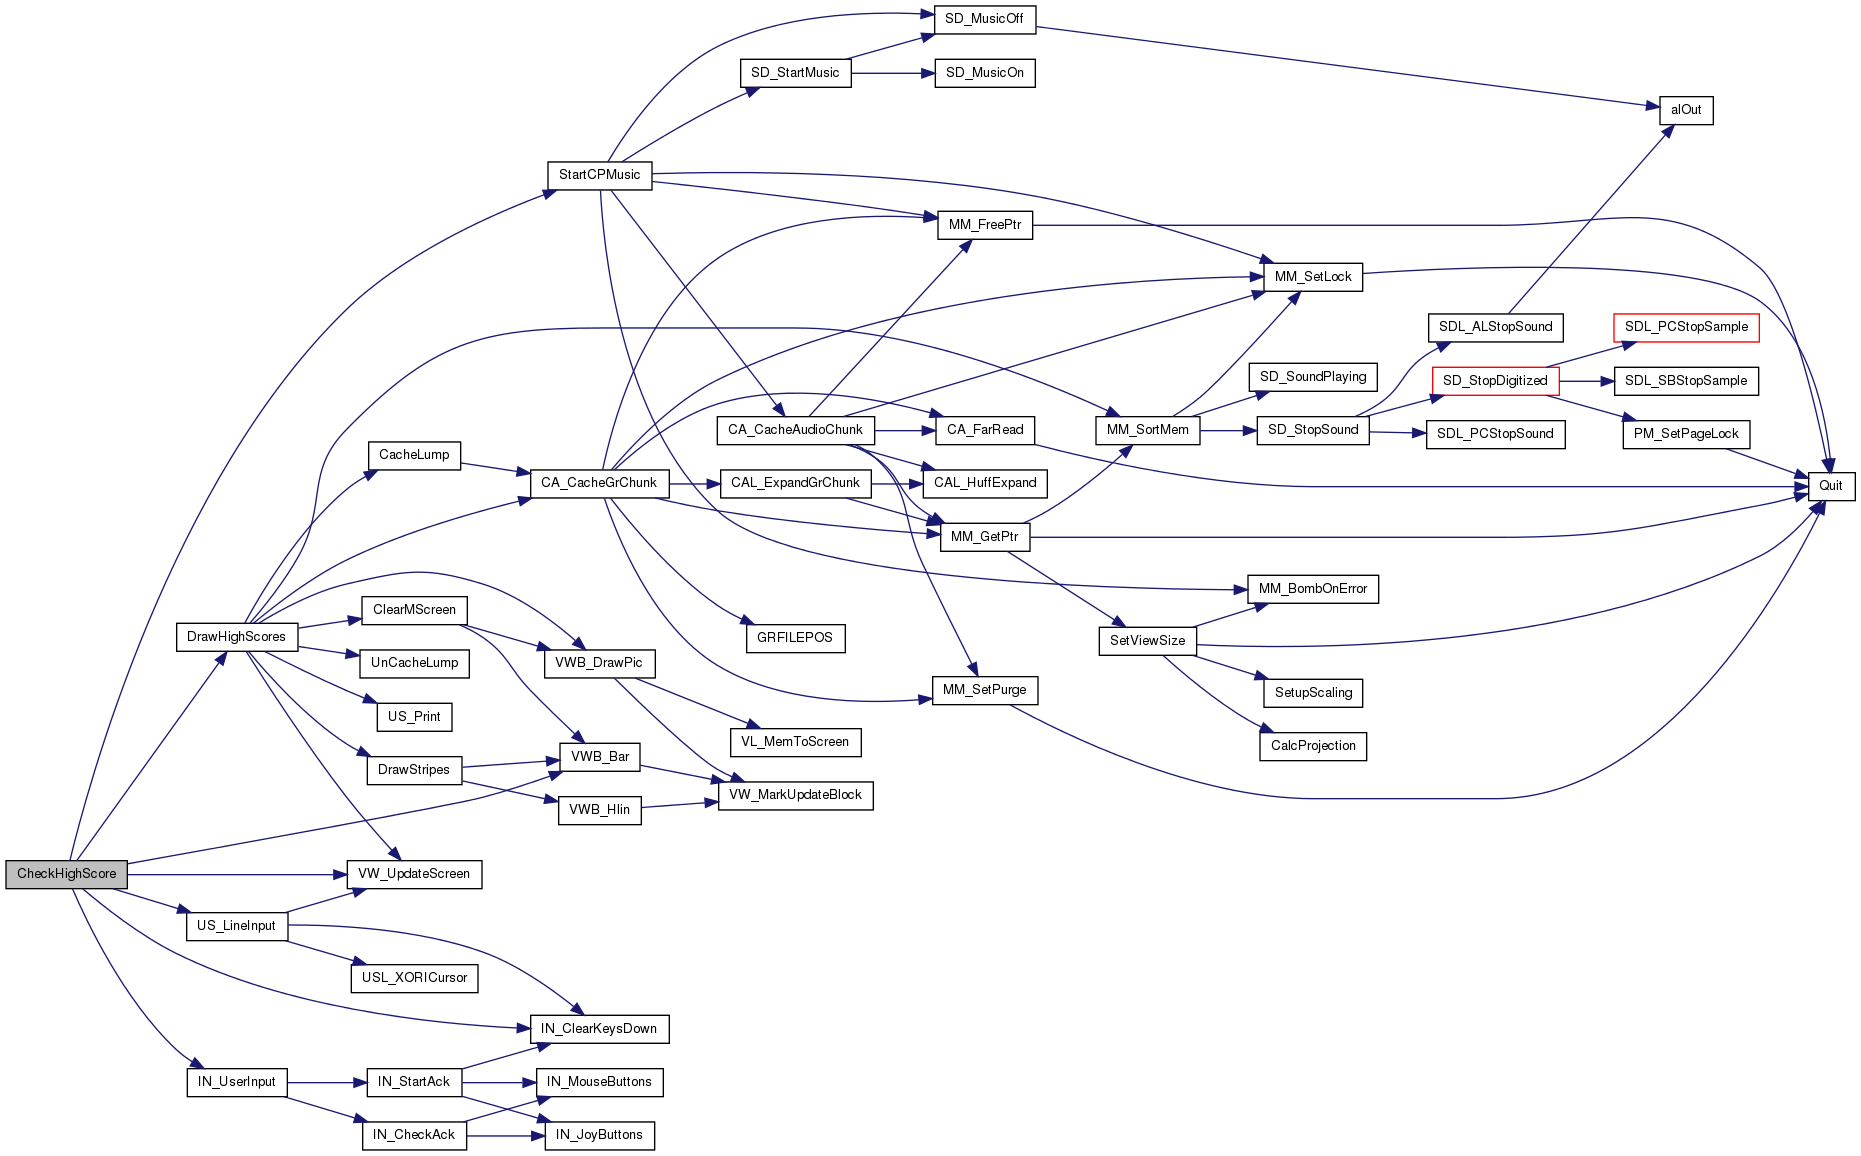 SD_MusicOff
SD_StartMusic
SD_MusicOn
alOut
StartCPMusic
MM_FreePtr
MM_SetLock
SDL_ALStopSound
SDL_PCStopSample
SD_SoundPlaying
SD_StopDigitized
SDL_SBStopSample
CA_CacheAudioChunk
CA_FarRead
MM_SortMem
SD_StopSound
SDL_PCStopSound
PM_SetPageLock
CacheLump
CA_CacheGrChunk
CAL_ExpandGrChunk
CAL_HuffExpand
Quit
MM_GetPtr
MM_BombOnError
ClearMScreen
DrawHighScores
GRFILEPOS
SetViewSize
UnCacheLump
VWB_DrawPic
MM_SetPurge
SetupScaling
US_Print
VL_MemToScreen
CalcProjection
DrawStripes
VWB_Bar
VWB_Hlin
VW_MarkUpdateBlock
CheckHighScore
VW_UpdateScreen
US_LineInput
USL_XORICursor
IN_ClearKeysDown
IN_UserInput
IN_StartAck
IN_MouseButtons
IN_CheckAck
IN_JoyButtons